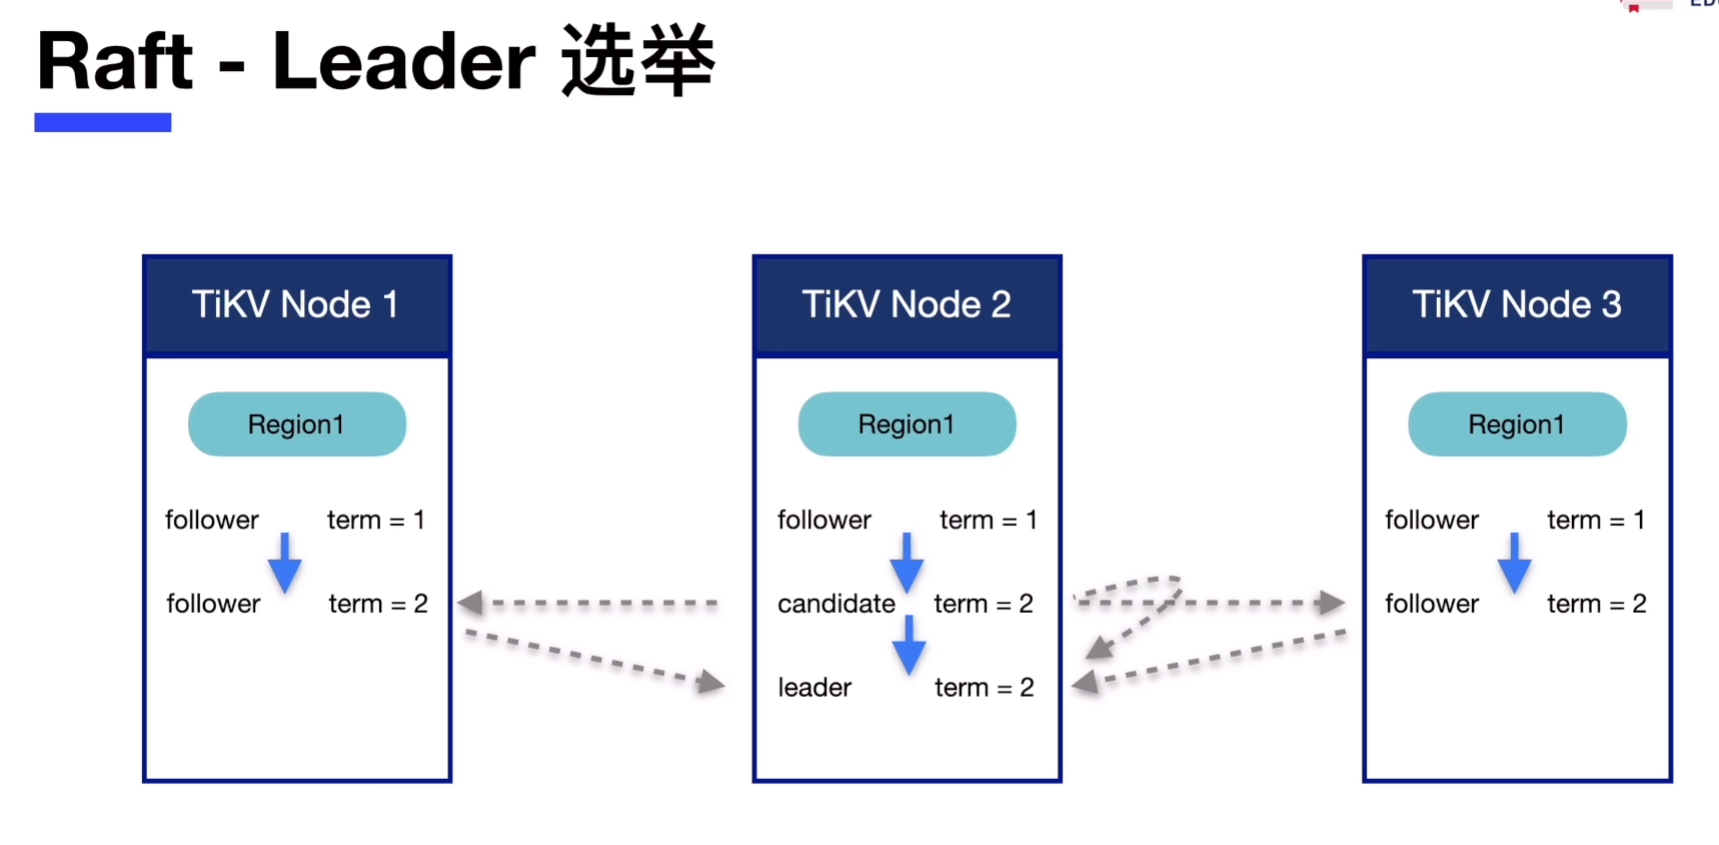 Raft - Leader 选举
TiKV Node 1
Region1
follower term = 1
follower term = 2
TiKV Node 2
Region1
follower term = 1
candidate term = 2
leader term = 2
TiKV Node 3
Region1
follower term = 1
follower term = 2